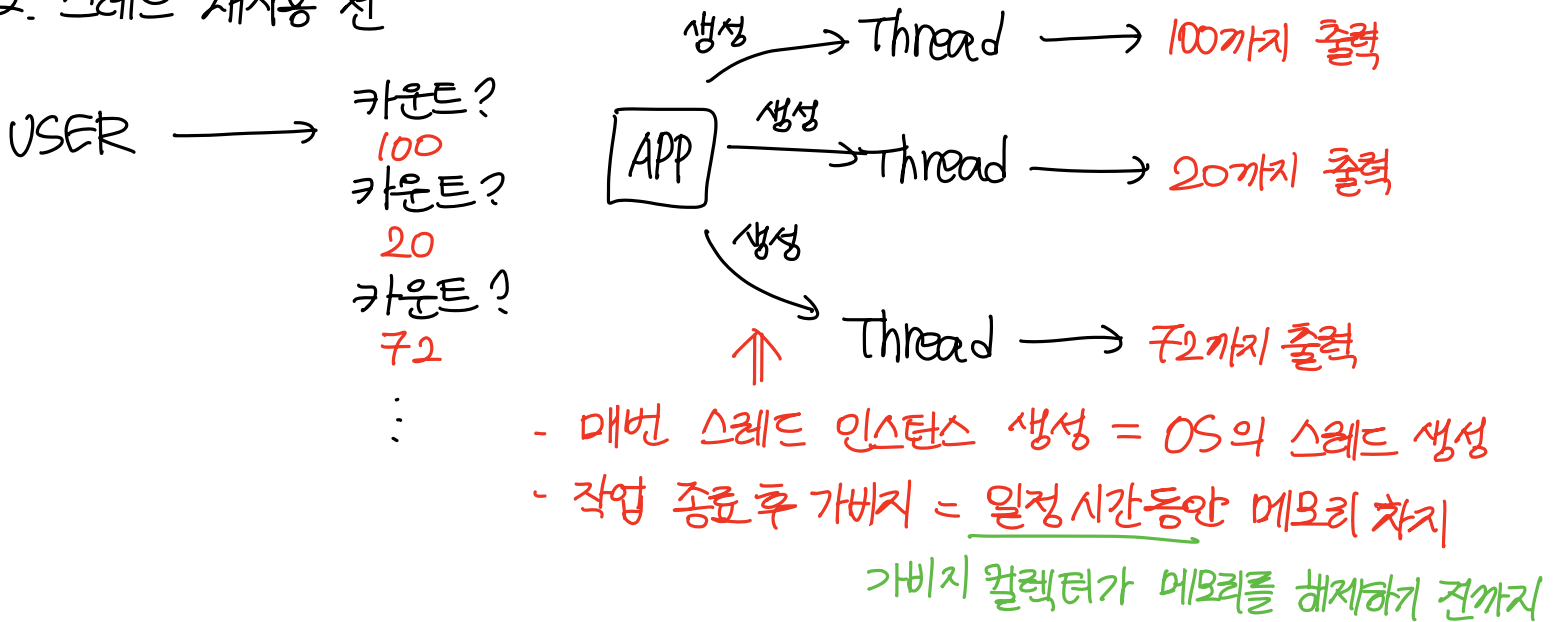 2. 스레드 재사용 전
USER
카운트?
100
카운트?
20
카운트?
72
⋮
APP
생성
Thread
100까지 출력
생성
Thread
20까지 출력
생성
Thread
72까지 출력
- 매번 스레드 인스턴스 생성 = OS의 스레드 생성
- 작업 종료 후 가비지 = 일정시간동안 메모리 차지
가비지 컬렉터가 메모리를 해제하기 전까지